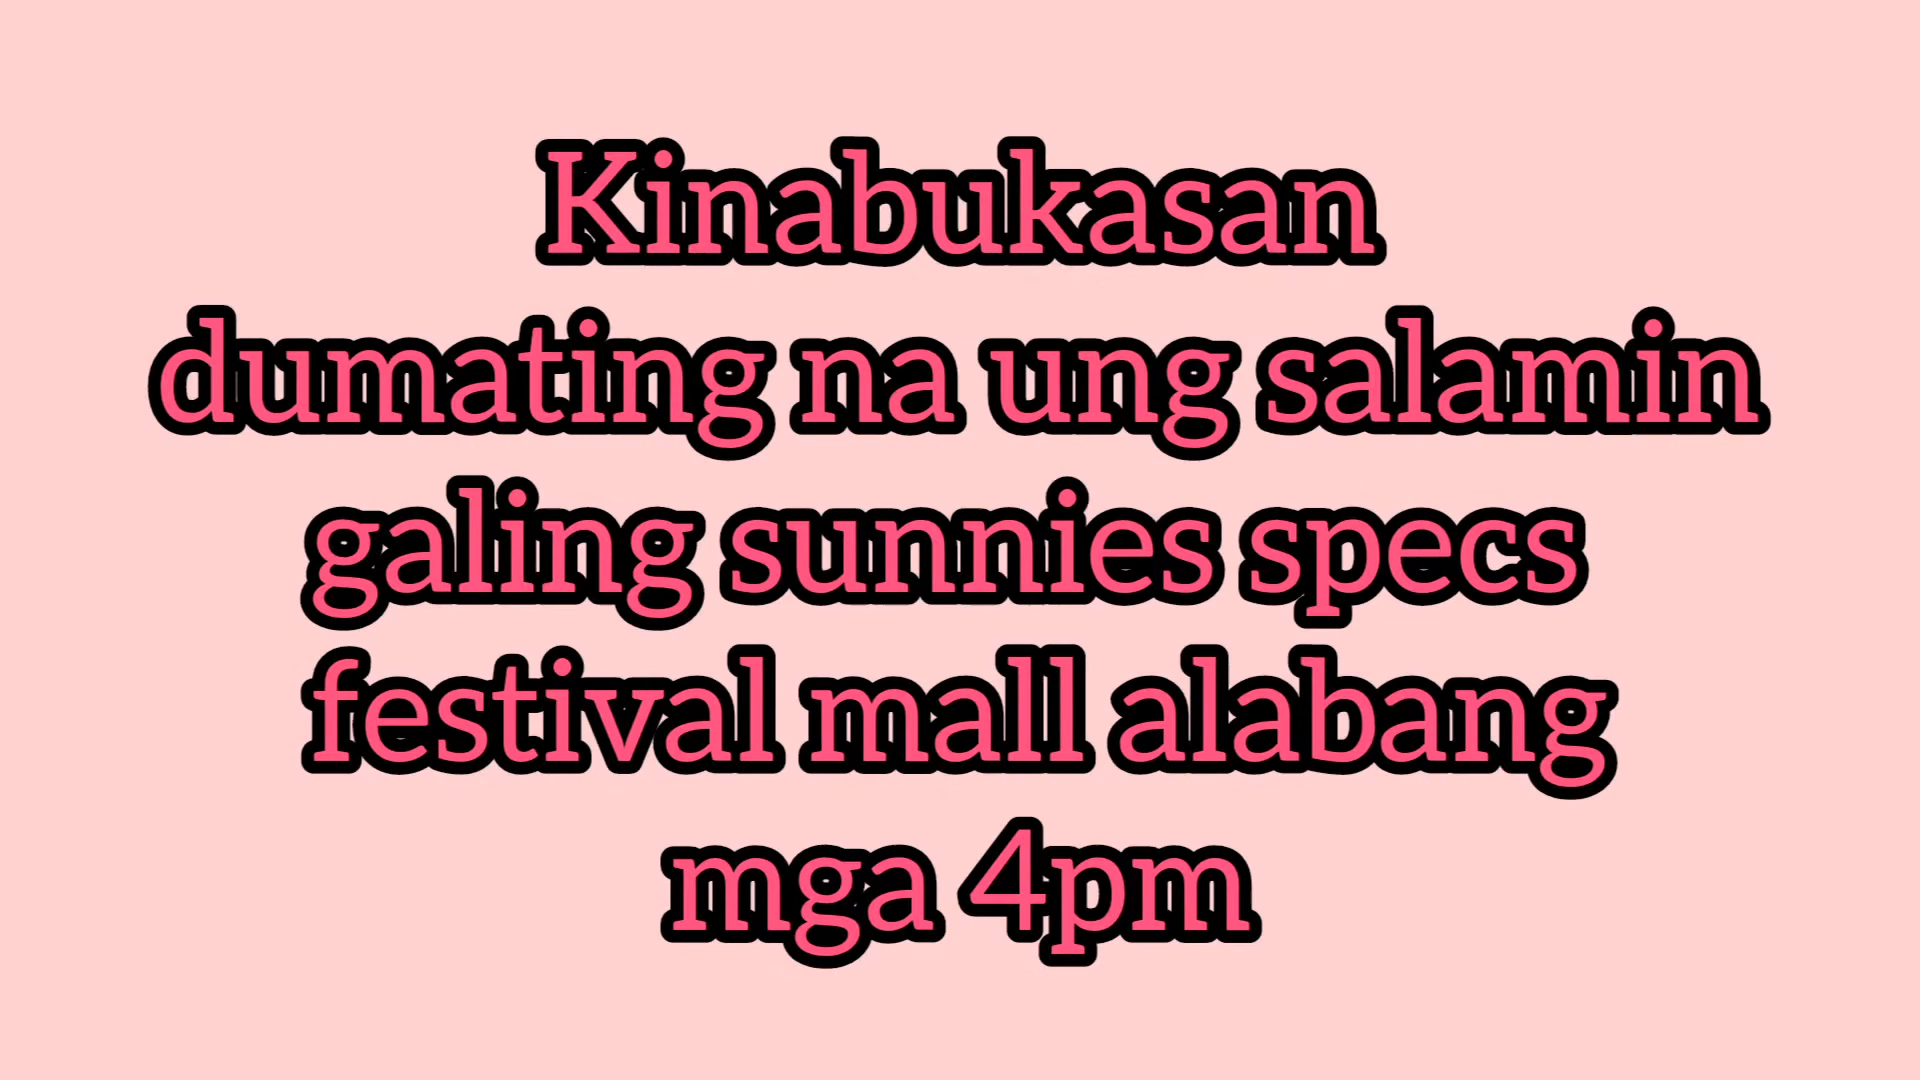 Kinabukasan
dumating na ung salamin
galing sunnies specs
festival mall alabang
mga 4pm